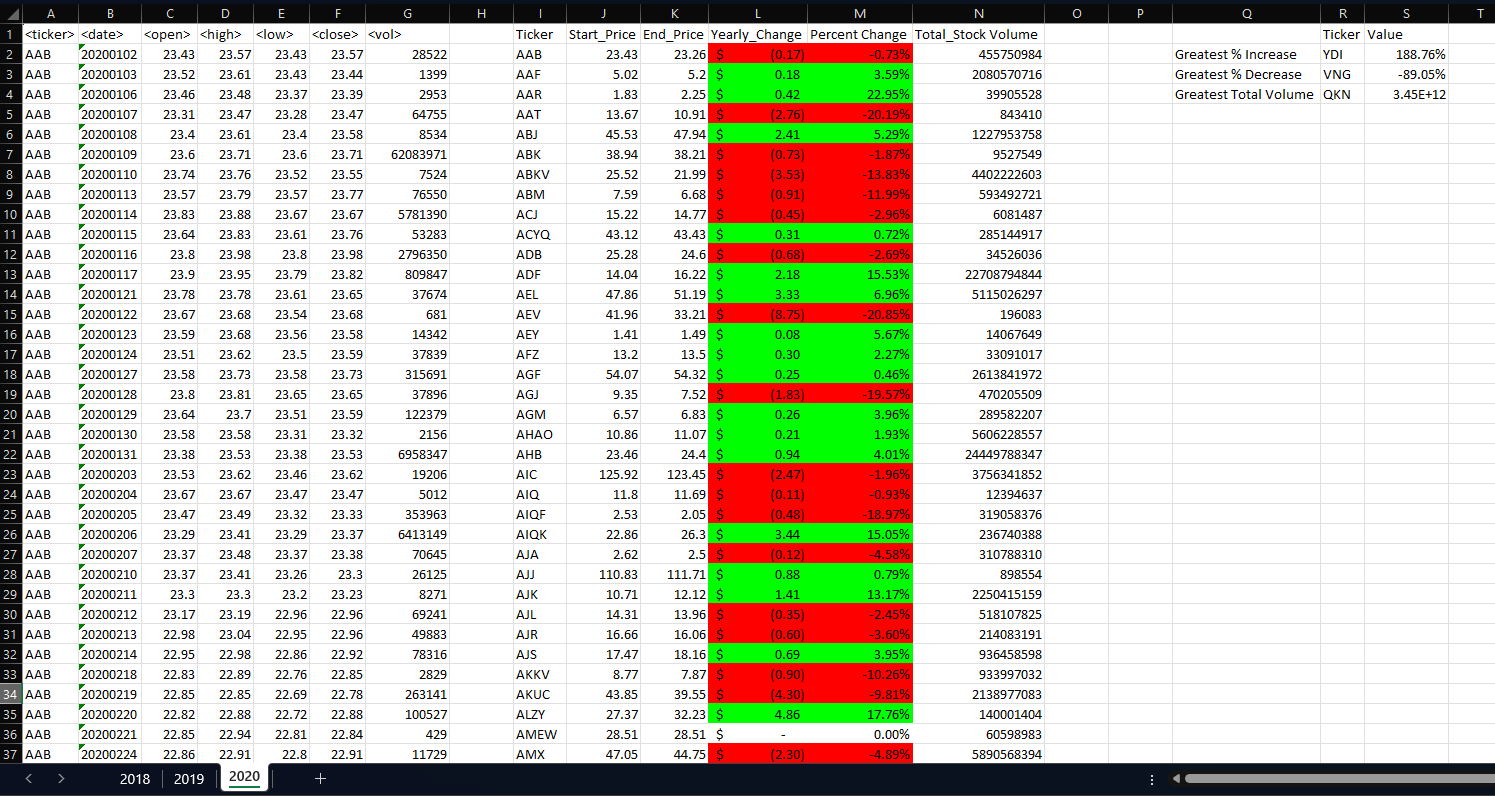 A B C D E F G H I J K L M N O P Q R S T
1 <ticker> <date> <open> <high> <low> <close> <vol> Ticker Start_Price End_Price Yearly_Change Percent Change Total_Stock Volume Ticker Value
2 AAB 20200102 23.43 23.57 23.43 23.57 28522 AAB 23.43 23.26 $ (0.17) -0.73% 455750984 Greatest % Increase YDI 188.76%
3 AAB 20200103 23.52 23.61 23.43 23.44 1399 AAF 5.02 5.2 $ 0.18 3.59% 2080570716 Greatest % Decrease VNG -89.05%
4 AAB 20200106 23.46 23.48 23.37 23.39 2953 AAR 1.83 2.25 $ 0.42 22.95% 39905528 Greatest Total Volume QKN 3.45E+12
5 AAB 20200107 23.31 23.47 23.28 23.47 64755 AAT 13.67 10.91 $ (2.76) -20.19% 843410
6 AAB 20200108 23.4 23.61 23.4 23.58 8534 ABJ 45.53 47.94 $ 2.41 5.29% 1227953758
7 AAB 20200109 23.6 23.71 23.6 23.71 62083971 ABK 38.94 38.21 $ (0.73) -1.87% 9527549
8 AAB 20200110 23.74 23.76 23.52 23.55 7524 ABKV 25.52 21.99 $ (3.53) -13.83% 4402222603
9 AAB 20200113 23.57 23.79 23.57 23.77 76550 ABM 7.59 6.68 $ (0.91) -11.99% 593492721
10 AAB 20200114 23.83 23.88 23.67 23.67 5781390 ACJ 15.22 14.77 $ (0.45) -2.96% 6081487
11 AAB 20200115 23.64 23.83 23.61 23.76 53283 ACYQ 43.12 43.43 $ 0.31 0.72% 285144917
12 AAB 20200116 23.8 23.98 23.8 23.98 2796350 ADB 25.28 24.6 $ (0.68) -2.69% 34526036
13 AAB 20200117 23.9 23.95 23.79 23.82 809847 ADF 14.04 16.22 $ 2.18 15.53% 22708794844
14 AAB 20200121 23.78 23.78 23.61 23.65 37674 AEL 47.86 51.19 $ 3.33 6.96% 5115026297
15 AAB 20200122 23.67 23.68 23.54 23.68 681 AEV 41.96 33.21 $ (8.75) -20.85% 196083
16 AAB 20200123 23.59 23.68 23.56 23.58 14342 AEY 1.41 1.49 $ 0.08 5.67% 14067649
17 AAB 20200124 23.51 23.62 23.5 23.59 37839 AFZ 13.2 13.5 $ 0.30 2.27% 33091017
18 AAB 20200127 23.58 23.73 23.58 23.73 315691 AGF 54.07 54.32 $ 0.25 0.46% 2613841972
19 AAB 20200128 23.8 23.81 23.65 23.65 37896 AGJ 9.35 7.52 $ (1.83) -19.57% 470205509
20 AAB 20200129 23.64 23.7 23.51 23.59 122379 AGM 6.57 6.83 $ 0.26 3.96% 289582207
21 AAB 20200130 23.58 23.58 23.31 23.32 2156 AHAO 10.86 11.07 $ 0.21 1.93% 5606228557
22 AAB 20200131 23.38 23.53 23.38 23.53 6958347 AHB 23.46 24.4 $ 0.94 4.01% 24449788347
23 AAB 20200203 23.53 23.62 23.46 23.62 19206 AIC 125.92 123.45 $ (2.47) -1.96% 3756341852
24 AAB 20200204 23.67 23.67 23.47 23.47 5012 AIQ 11.8 11.69 $ (0.11) -0.93% 12394637
25 AAB 20200205 23.47 23.49 23.32 23.33 353963 AIQF 2.53 2.05 $ (0.48) -18.97% 319058376
26 AAB 20200206 23.29 23.41 23.29 23.37 6413149 AIQK 22.86 26.3 $ 3.44 15.05% 236740388
27 AAB 20200207 23.37 23.48 23.37 23.38 70645 AJA 2.62 2.5 $ (0.12) -4.58% 310788310
28 AAB 20200210 23.37 23.41 23.26 23.3 26125 AJJ 110.83 111.71 $ 0.88 0.79% 898554
29 AAB 20200211 23.3 23.3 23.2 23.23 8271 AJK 10.71 12.12 $ 1.41 13.17% 2250415159
30 AAB 20200212 23.17 23.19 22.96 22.96 69241 AJL 14.31 13.96 $ (0.35) -2.45% 518107825
31 AAB 20200213 22.98 23.04 22.95 22.96 49883 AJR 16.66 16.06 $ (0.60) -3.60% 214083191
32 AAB 20200214 22.95 22.98 22.86 22.92 78316 AJS 17.47 18.16 $ 0.69 3.95% 936458598
33 AAB 20200218 22.83 22.89 22.76 22.85 2829 AKKV 8.77 7.87 $ (0.90) -10.26% 933997032
34 AAB 20200219 22.85 22.85 22.69 22.78 263141 AKUC 43.85 39.55 $ (4.30) -9.81% 2138977083
35 AAB 20200220 22.82 22.88 22.72 22.88 100527 ALZY 27.37 32.23 $ 4.86 17.76% 140001404
36 AAB 20200221 22.85 22.94 22.81 22.84 429 AMEW 28.51 28.51 $ - 0.00% 60598983
37 AAB 20200224 22.86 22.91 22.8 22.91 11729 AMX 47.05 44.75 $ (2.30) -4.89% 5890568394
2018 2019 2020